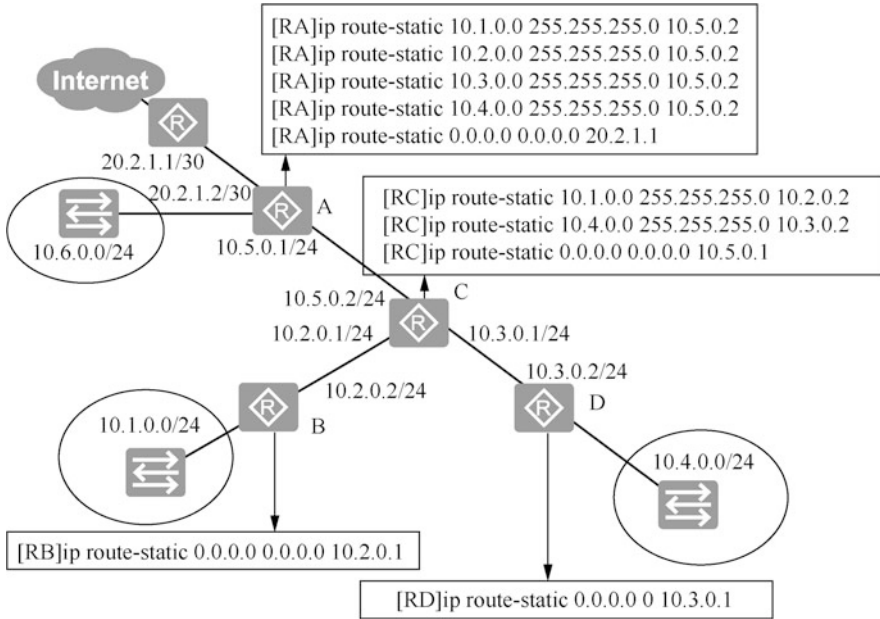 [RA]ip route-static 10.1.0.0 255.255.255.0 10.5.0.2
[RA]ip route-static 10.2.0.0 255.255.255.0 10.5.0.2
[RA]ip route-static 10.3.0.0 255.255.255.0 10.5.0.2
[RA]ip route-static 10.4.0.0 255.255.255.0 10.5.0.2
[RA]ip route-static 0.0.0.0 0.0.0.0 20.2.1.1
Internet
R
20.2.1.1/30
20.2.1.2/30
R
A
10.6.0.0/24
10.5.0.1/24
[RC]ip route-static 10.1.0.0 255.255.255.0 10.2.0.2
[RC]ip route-static 10.4.0.0 255.255.255.0 10.3.0.2
[RC]ip route-static 0.0.0.0 0.0.0.0 10.5.0.1
10.5.0.2/24
C
R
10.2.0.1/24
10.3.0.1/24
10.2.0.2/24
10.3.0.2/24
R
B
R
D
10.1.0.0/24
10.4.0.0/24
[RB]ip route-static 0.0.0.0 0.0.0.0 10.2.0.1
[RD]ip route-static 0.0.0.0 0 10.3.0.1